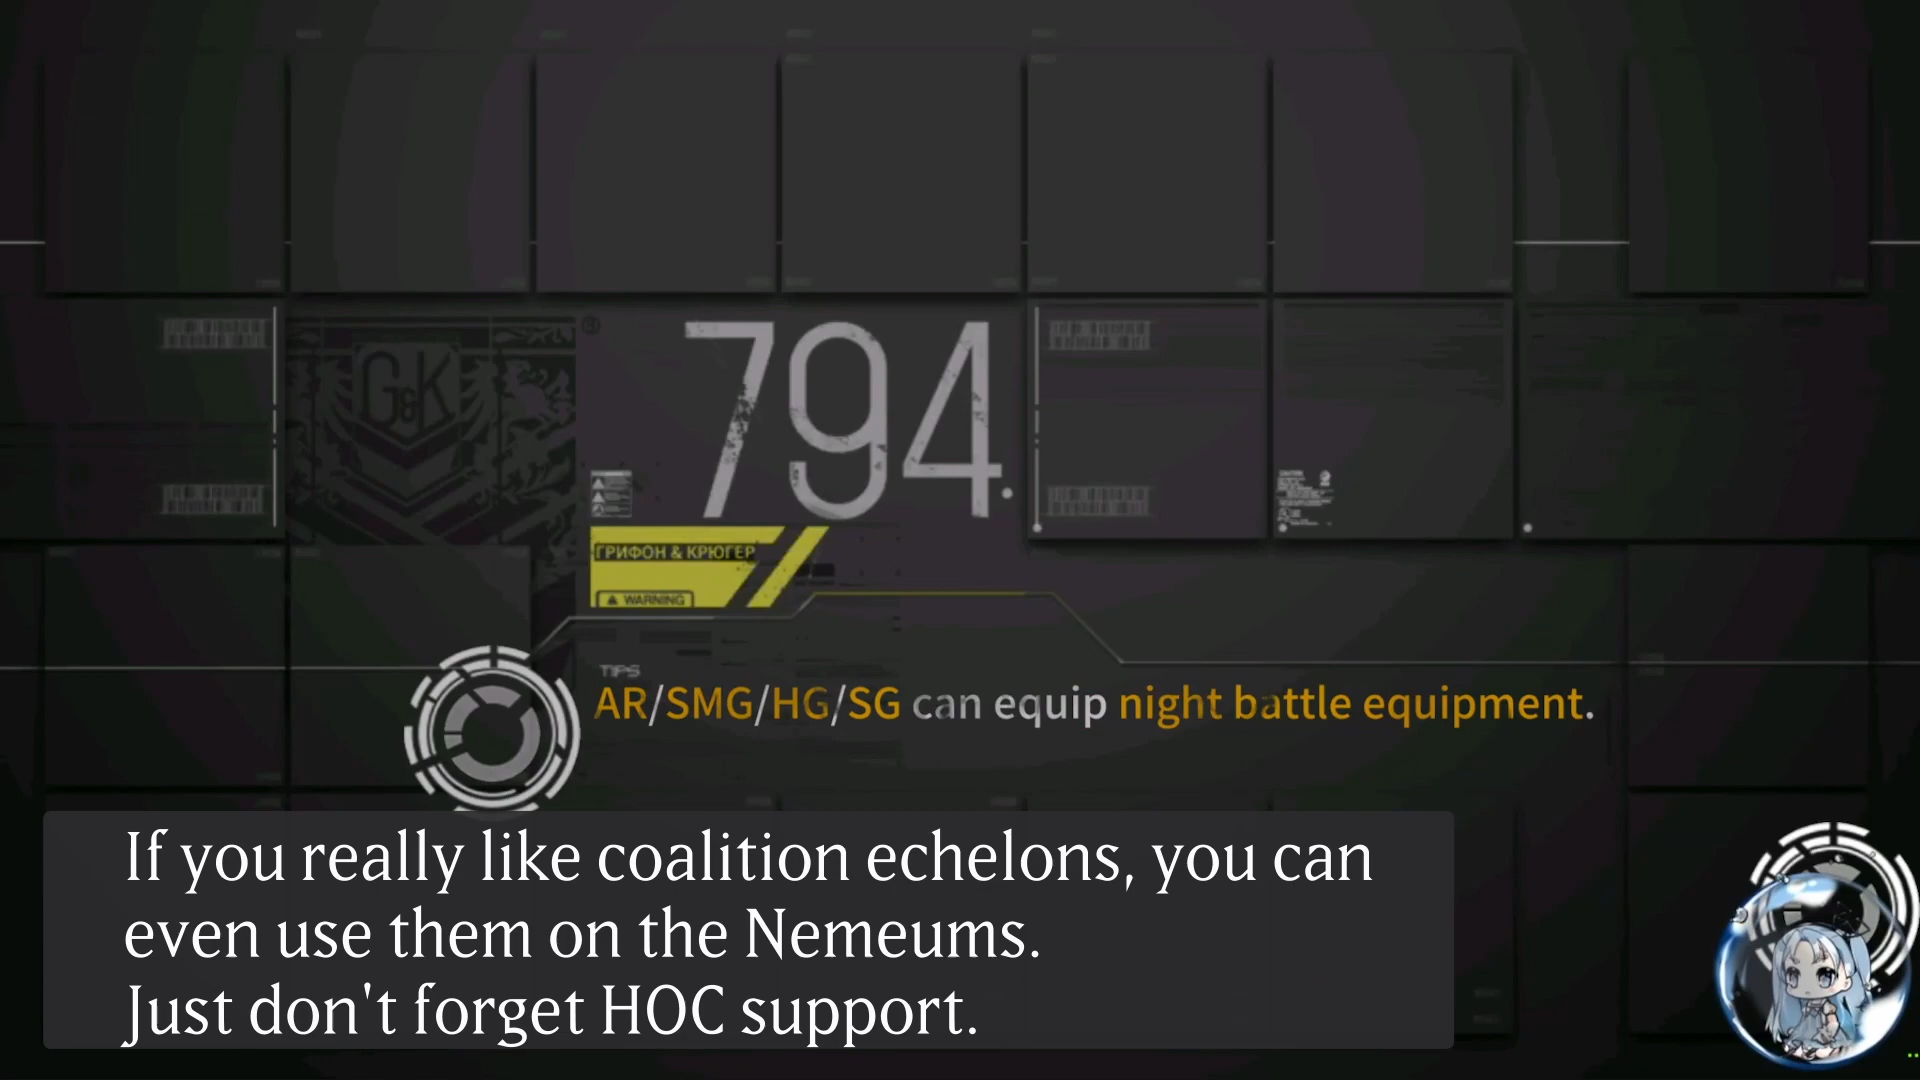 G&K
794.
ГРИФОН & КРЮГЕР
WARNING
TIPS
AR/SMG/HG/SG can equip night battle equipment.
If you really like coalition echelons, you can
even use them on the Nemeums.
Just don't forget HOC support.